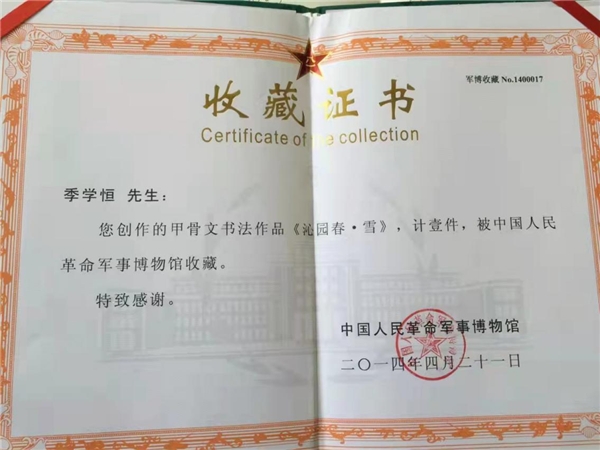 军博收藏 No.1400017
收藏证书
Certificate of the collection
季学恒 先生：
您创作的甲骨文书法作品《沁园春·雪》，计壹件，被中国人民
革命军事博物馆收藏。
特致感谢。
中国人民革命军事博物馆
二〇一四年四月二十一日